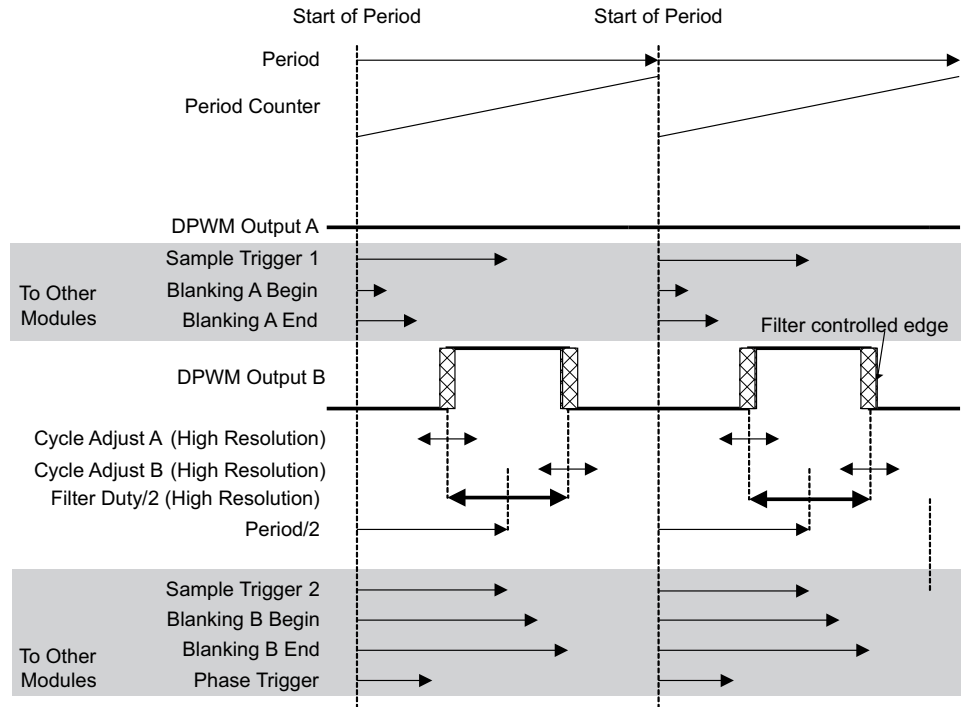 Start of Period
Start of Period
Period
Period Counter
DPWM Output A
Sample Trigger 1
Blanking A Begin
Blanking A End
To Other
Modules
Filter controlled edge
DPWM Output B
Cycle Adjust A (High Resolution)
Cycle Adjust B (High Resolution)
Filter Duty/2 (High Resolution)
Period/2
Sample Trigger 2
Blanking B Begin
Blanking B End
Phase Trigger
To Other
Modules